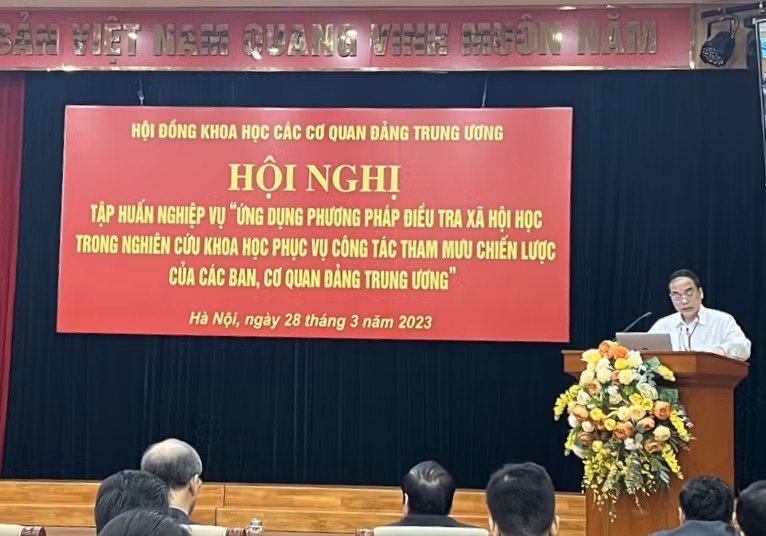 SẢN VIỆT NAM QUANG VINH MUÔN NĂM
HỘI ĐỒNG KHOA HỌC CÁC CƠ QUAN ĐẢNG TRUNG ƯƠNG
HỘI NGHỊ
TẬP HUẤN NGHIỆP VỤ "ỨNG DỤNG PHƯƠNG PHÁP ĐIỀU TRA XÃ HỘI HỌC
TRONG NGHIÊN CỨU KHOA HỌC PHỤC VỤ CÔNG TÁC THAM MƯU CHIẾN LƯỢC
CỦA CÁC BAN, CƠ QUAN ĐẢNG TRUNG ƯƠNG"
Hà Nội, ngày 28 tháng 3 năm 2023